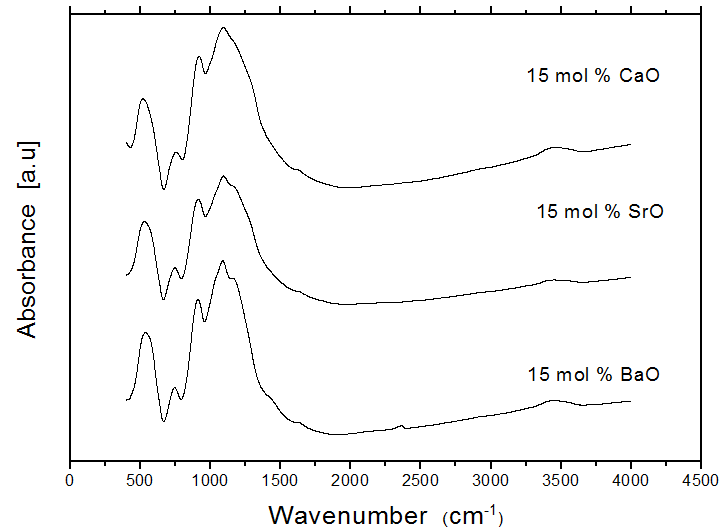 15 mol % CaO
15 mol % SrO
15 mol % BaO
Absorbance [a.u]
0 500 1000 1500 2000 2500 3000 3500 4000 4500
Wavenumber (cm⁻¹)